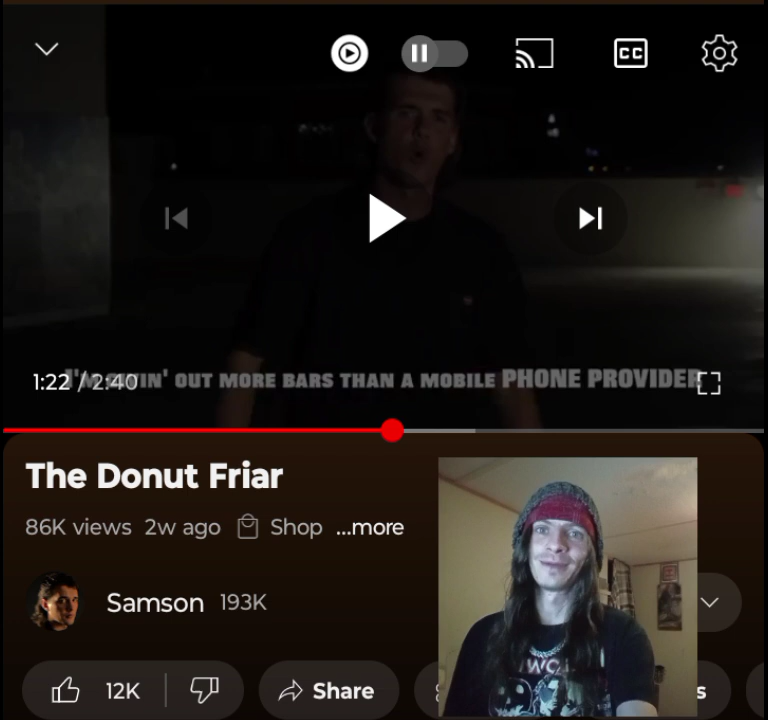 CC
1:22 / 2:40
OUT MORE BARS THAN A MOBILE PHONE PROVIDER
The Donut Friar
86K views 2w ago Shop ...more
Samson 193K
12K
Share
s